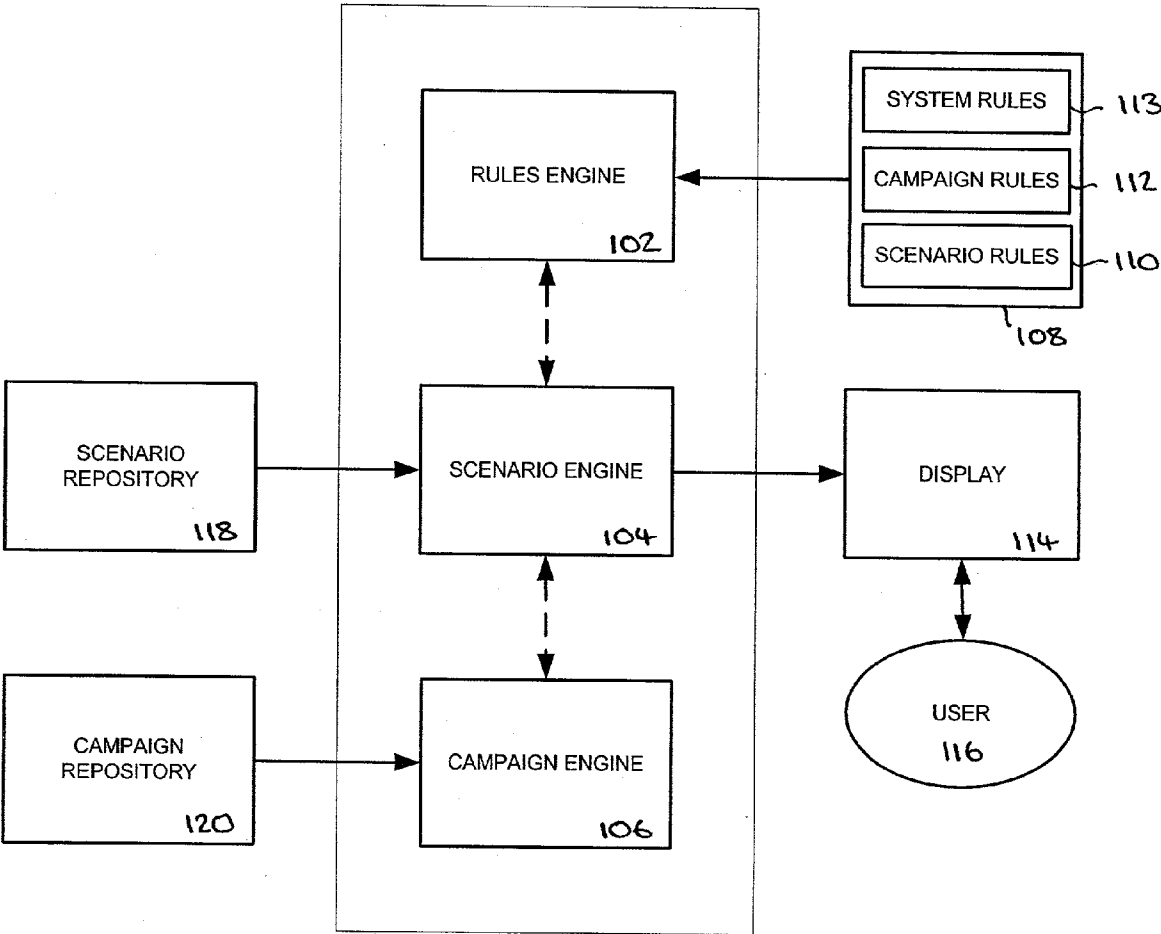 SYSTEM RULES
113
RULES ENGINE
102
CAMPAIGN RULES
112
SCENARIO RULES
110
108
SCENARIO
REPOSITORY
118
SCENARIO ENGINE
104
DISPLAY
114
CAMPAIGN
REPOSITORY
120
CAMPAIGN ENGINE
106
USER
116